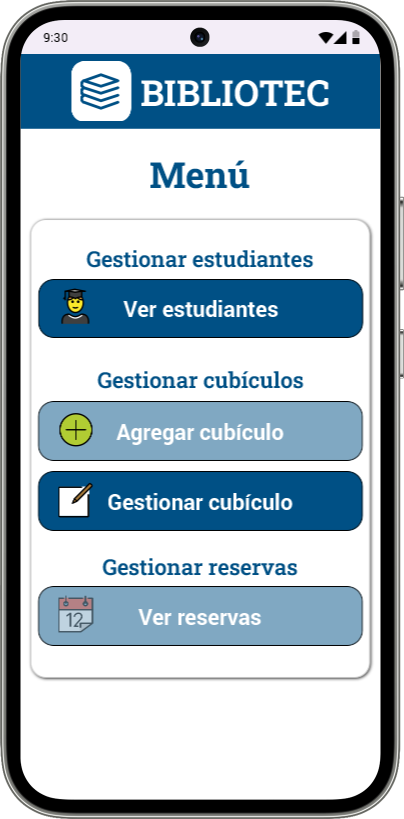 9:30
BIBLIOTEC
Menú
Gestionar estudiantes
Ver estudiantes
Gestionar cubículos
Agregar cubículo
Gestionar cubículo
Gestionar reservas
12
Ver reservas